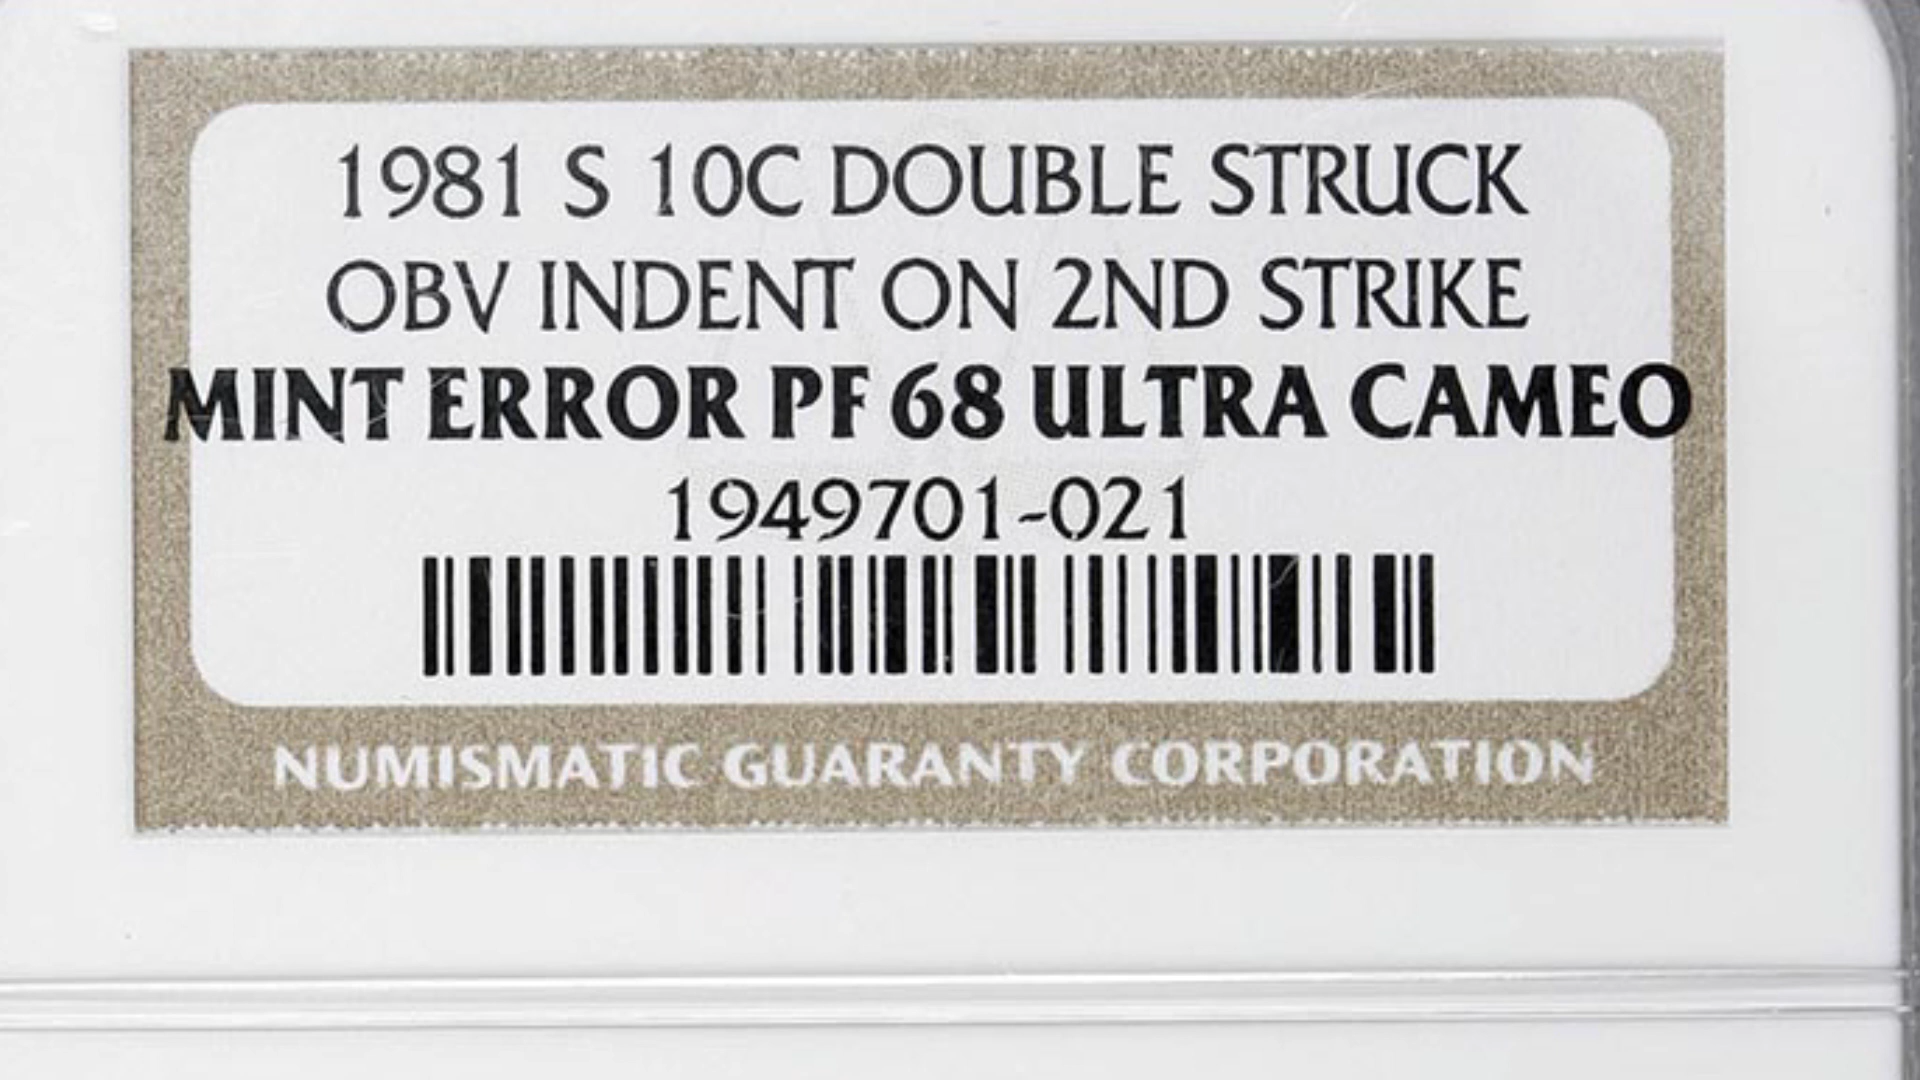 1981 S 10C DOUBLE STRUCK
OBV INDENT ON 2ND STRIKE
MINT ERROR PF 68 ULTRA CAMEO
1949701-021
NUMISMATIC GUARANTY CORPORATION